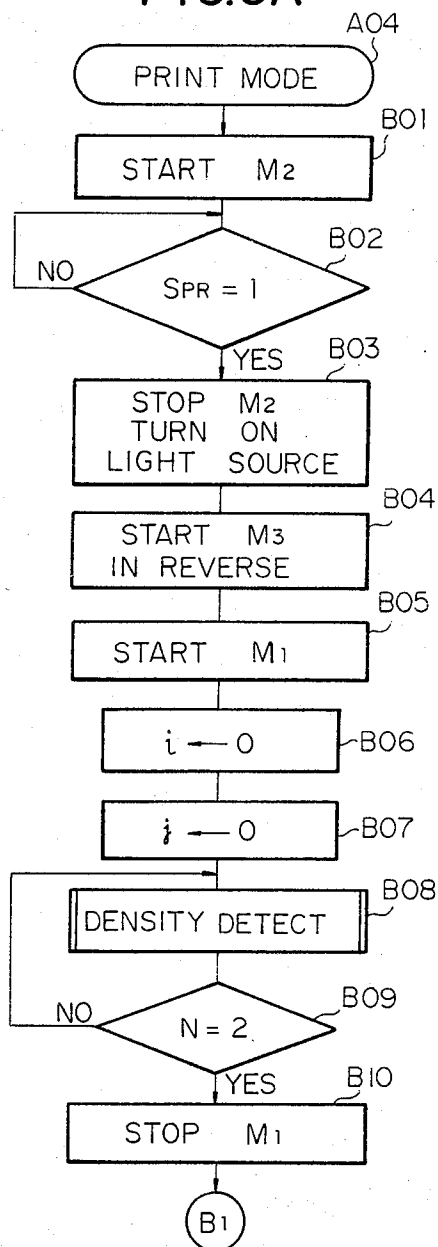 A04
PRINT MODE
B01
START M2
B02
NO
SPR = 1
YES
B03
STOP M2
TURN ON
LIGHT SOURCE
B04
START M3
IN REVERSE
B05
START M1
i ← 0
B06
j ← 0
B07
B08
DENSITY DETECT
B09
NO
N = 2
YES
B10
STOP M1
B1